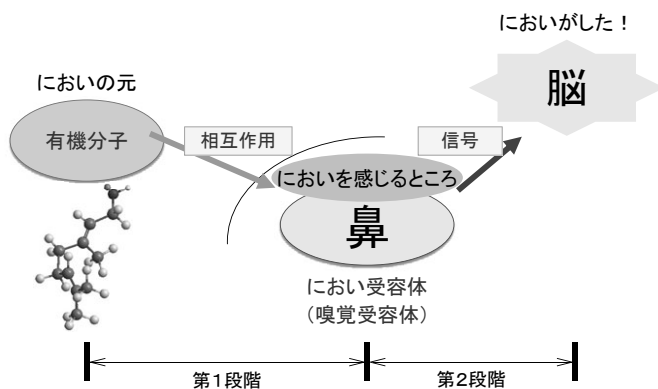 においがした！
脳
においの元
有機分子
相互作用
信号
においを感じるところ
鼻
におい受容体
（嗅覚受容体）
第１段階
第２段階